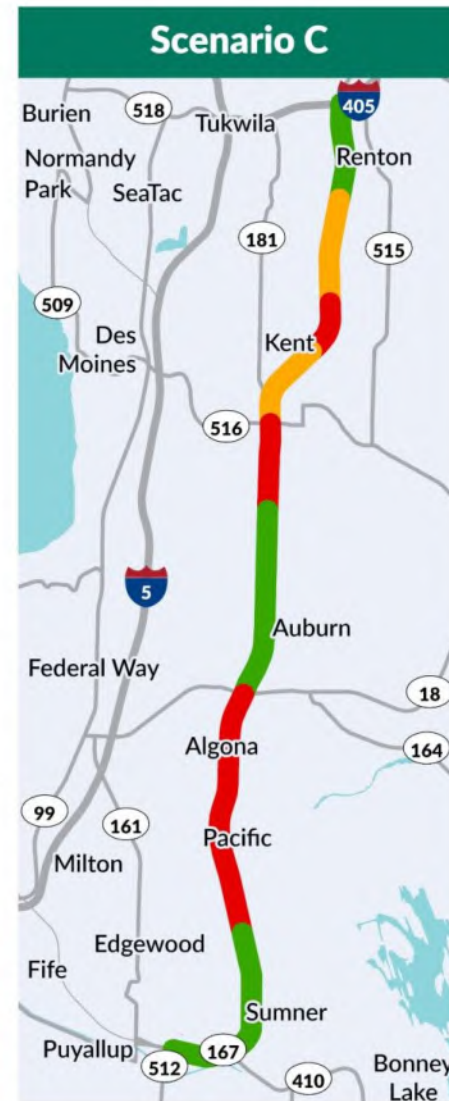 Scenario C
405
Burien
518
Tukwila
Normandy
Park
SeaTac
Renton
181
515
509
Des
Moines
Kent
516
5
Auburn
Federal Way
18
Algona
164
99
161
Pacific
Milton
Edgewood
Fife
Sumner
Puyallup
167
512
410
Bonney
Lake